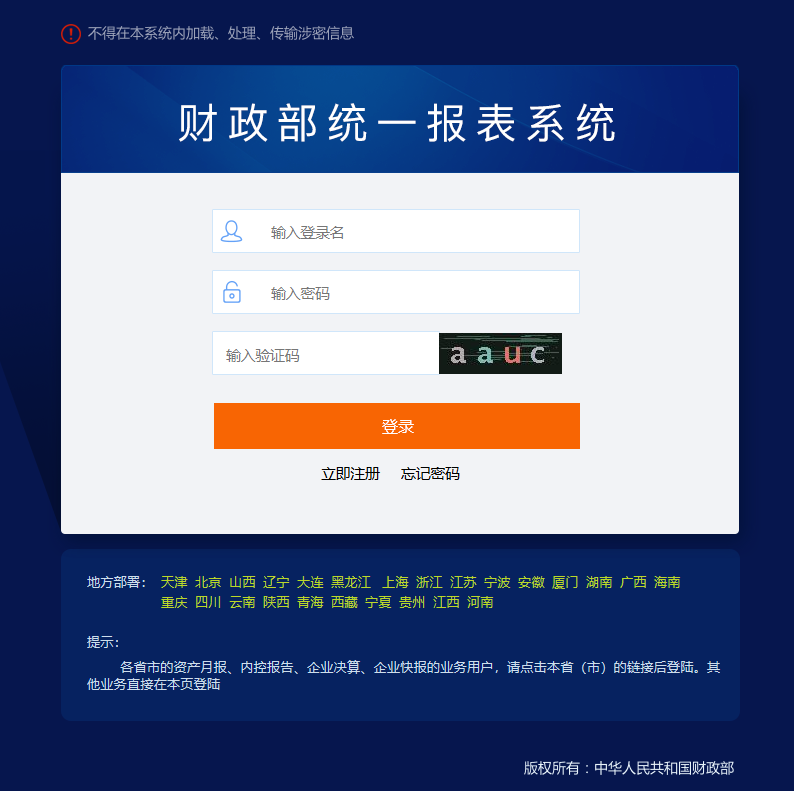 不得在本系统内加载、处理、传输涉密信息
财政部统一报表系统
输入登录名
输入密码
输入验证码 aauc
登录
立即注册 忘记密码
地方部署： 天津 北京 山西 辽宁 大连 黑龙江 上海 浙江 江苏 宁波 安徽 厦门 湖南 广西 海南
重庆 四川 云南 陕西 青海 西藏 宁夏 贵州 江西 河南
提示：
各省市的资产月报、内控报告、企业决算、企业快报的业务用户，请点击本省（市）的链接后登陆。其
他业务直接在本页登陆
版权所有：中华人民共和国财政部